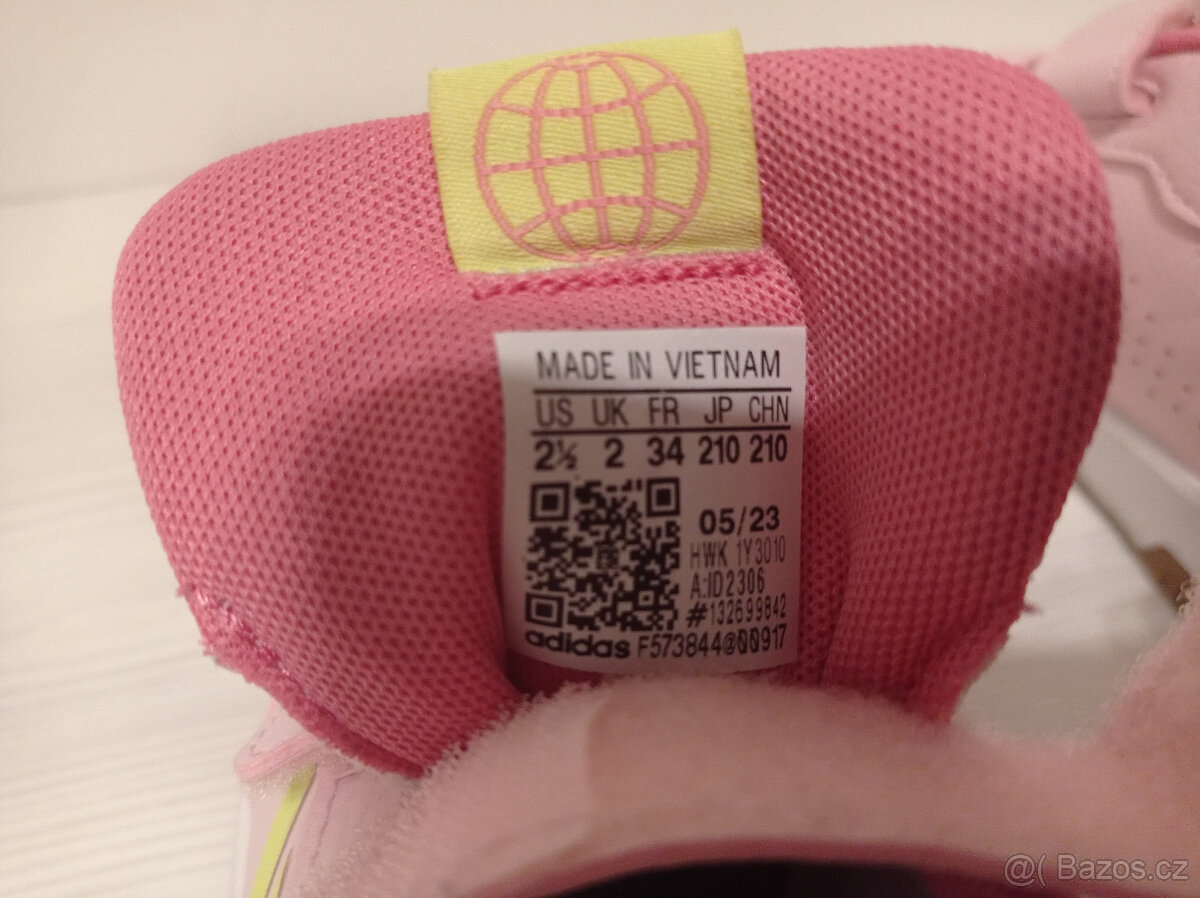 MADE IN VIETNAM
US UK FR JP CHN
2½ 2 34 210 210
05/23
HWK 1Y3010
A:ID2306
#132699842
adidas F573844@00917
@( Bazos.cz